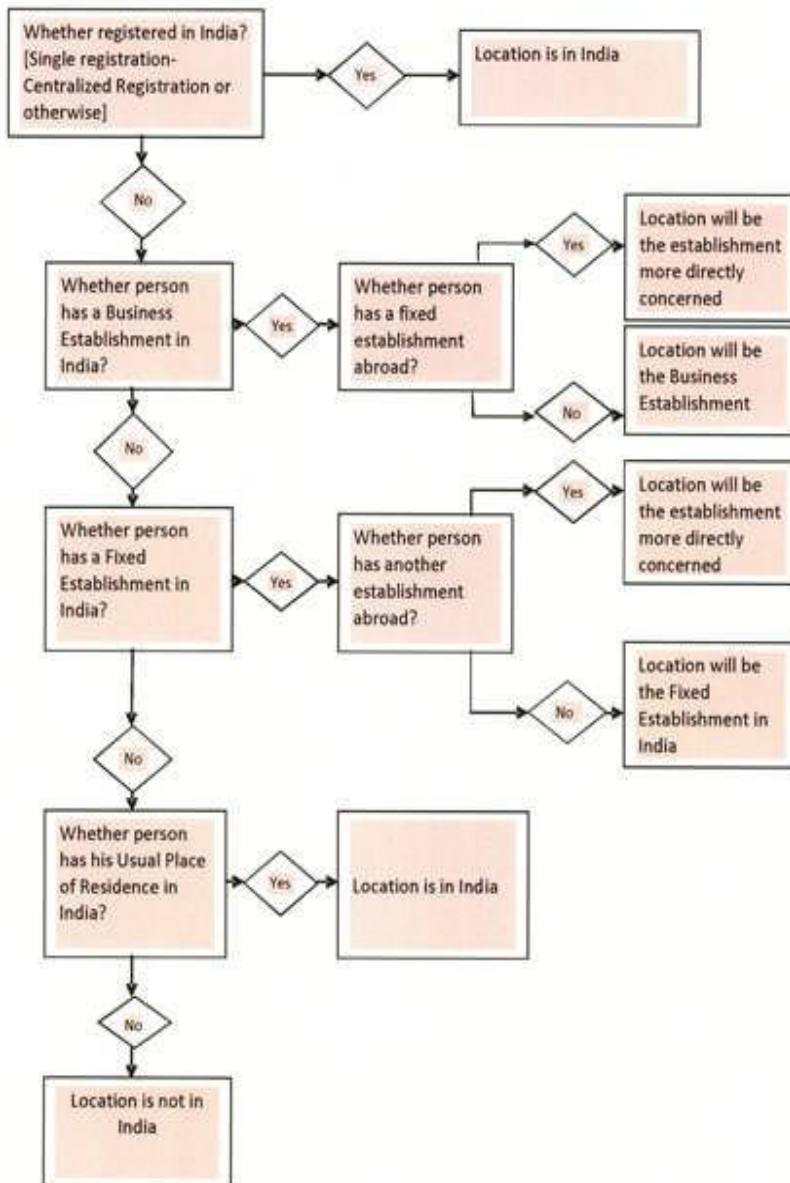 Whether registered in India?
[Single registration-
Centralized Registration or
otherwise]
Yes
Location is in India
No
Whether person
has a Business
Establishment in
India?
Yes
Whether person
has a fixed
establishment
abroad?
Yes
Location will be
the establishment
more directly
concerned
No
Location will be
the Business
Establishment
No
Whether person
has a Fixed
Establishment in
India?
Yes
Whether person
has another
establishment
abroad?
Yes
Location will be
the establishment
more directly
concerned
No
Location will be
the Fixed
Establishment in
India
No
Whether person
has his Usual Place
of Residence in
India?
Yes
Location is in India
No
Location is not in
India